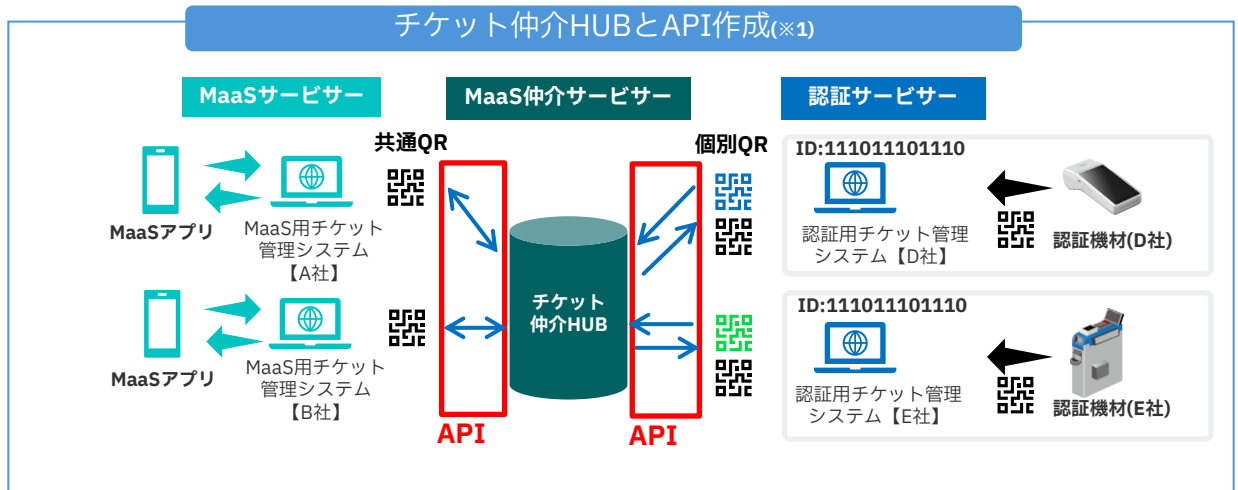 チケット仲介HUBとAPI作成(※1)
MaaSサービサー
MaaS仲介サービサー
認証サービサー
共通QR
個別QR
ID:111011101110
MaaSアプリ
MaaS用チケット
管理システム
【A社】
認証用チケット管理
システム【D社】
認証機材(D社)
チケット
仲介HUB
ID:111011101110
MaaSアプリ
MaaS用チケット
管理システム
【B社】
認証用チケット管理
システム【E社】
認証機材(E社)
API
API